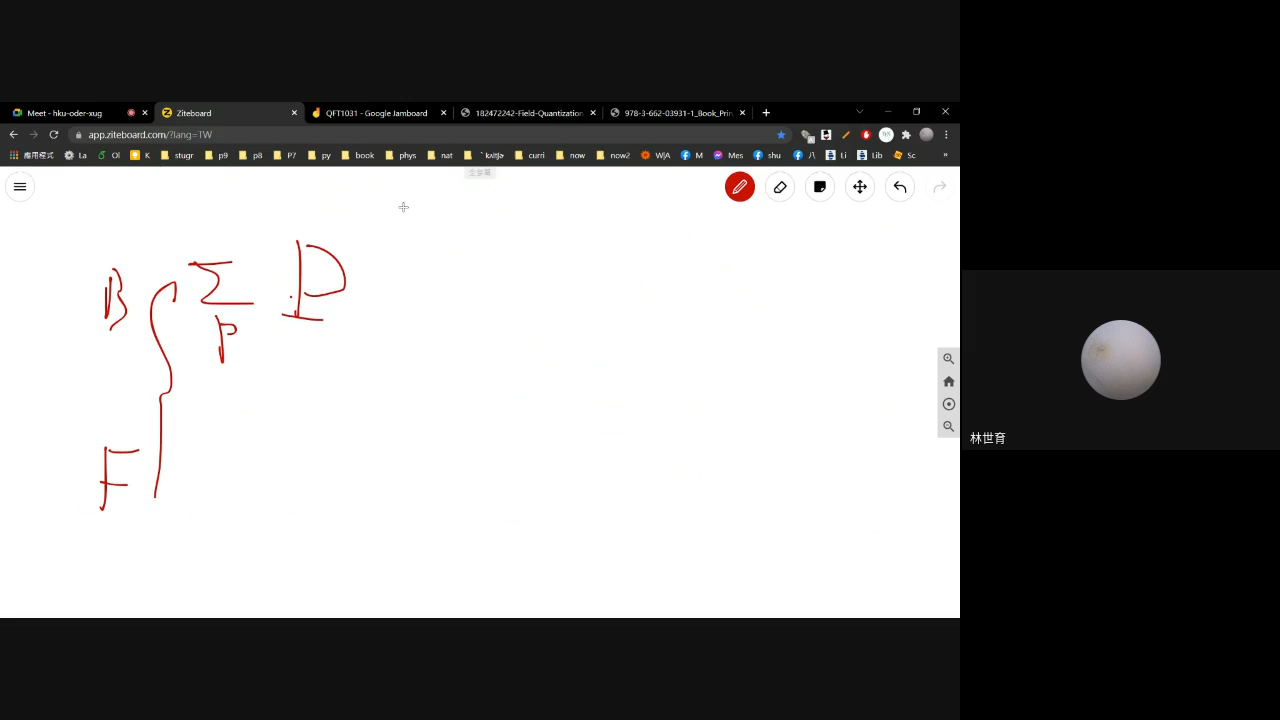 Meet - hku-oder-xug
Ziteboard
QFT1031 - Google Jamboard
182472242-Field-Quantization
978-3-662-03931-1_Book_Prin
app.ziteboard.com/?lang=TW
應用程式 La Ol K stugr p9 p8 P7 py book phys nat curri now now2 W|A M Mes shu 八 Li Lib Sc »
B { Σ P
P
F
林世育